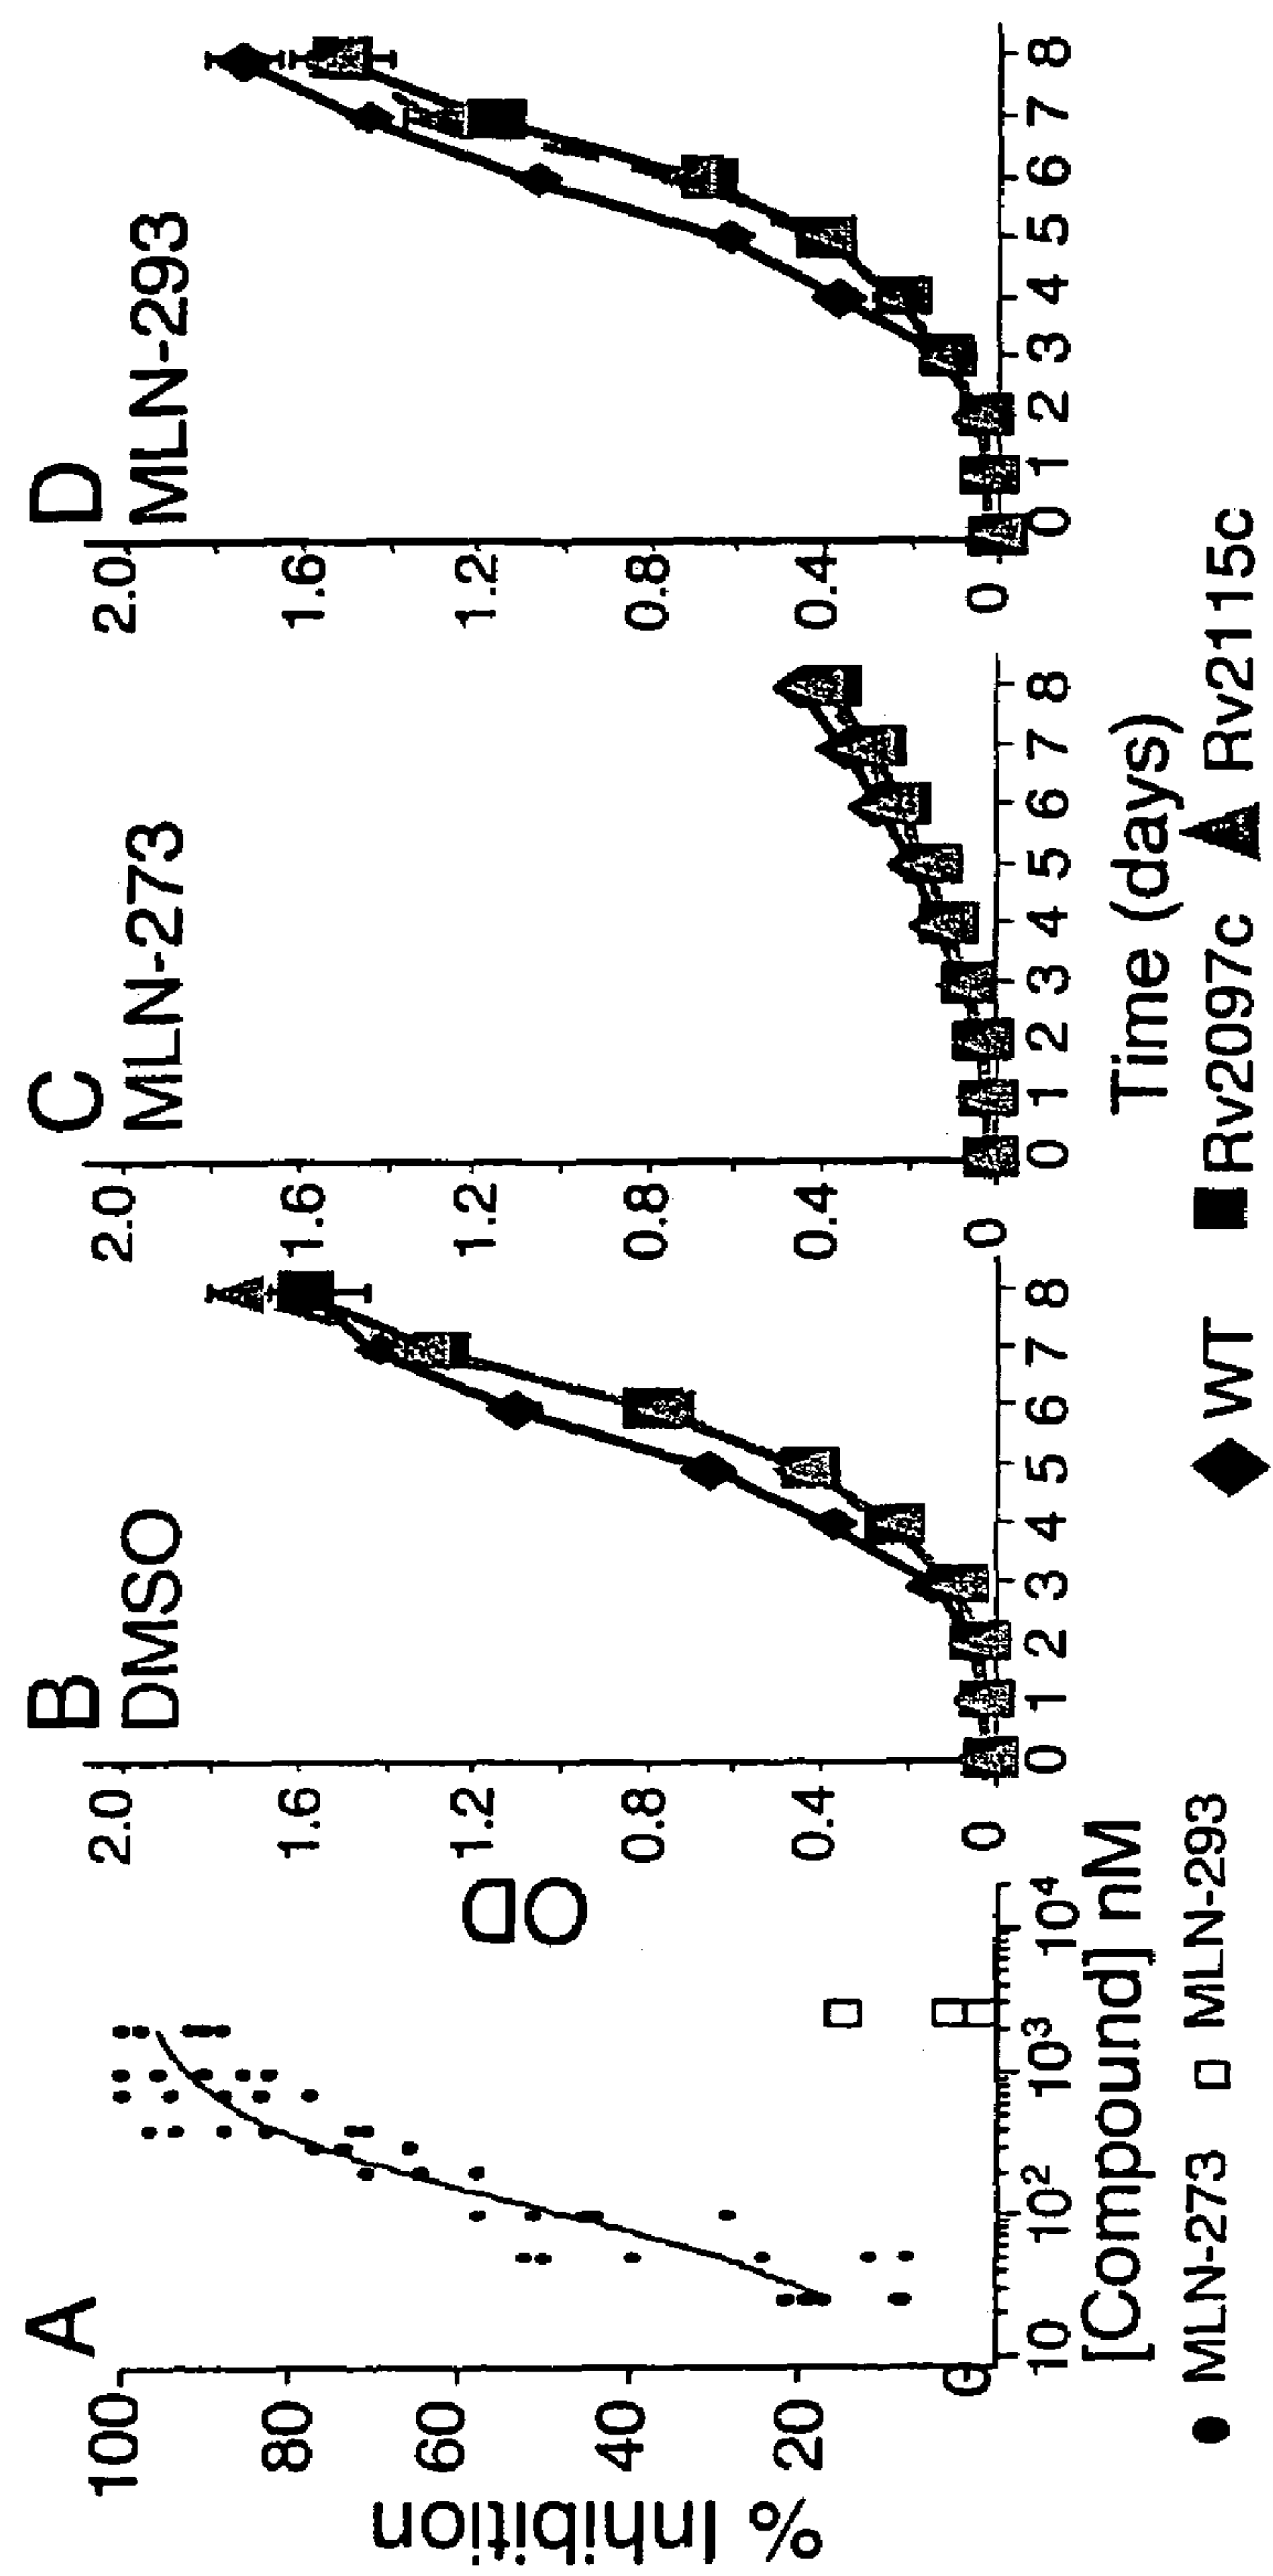 A
% Inhibition
100
80
60
40
20
0
10 10² 10³ 10⁴
[Compound] nM
● MLN-273 □ MLN-293
B
DMSO
OD
2.0
1.6
1.2
0.8
0.4
0
0 1 2 3 4 5 6 7 8
C
MLN-273
2.0
1.6
1.2
0.8
0.4
0
0 1 2 3 4 5 6 7 8
D
MLN-293
2.0
1.6
1.2
0.8
0.4
0
0 1 2 3 4 5 6 7 8
Time (days)
◆ WT ■ Rv2097c ▲ Rv2115c